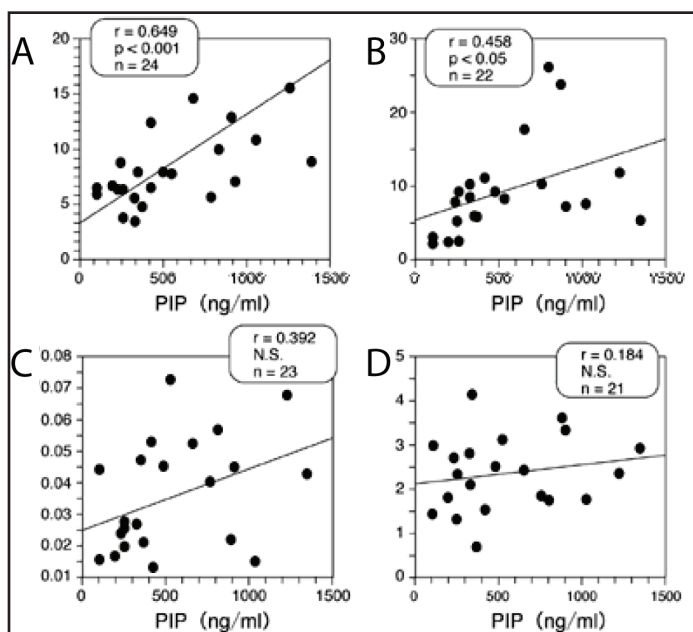 A
r = 0.649
p < 0.001
n = 24
20
15
10
5
0
0 500 1000 1500
PIP (ng/ml)
B
r = 0.458
p < 0.05
n = 22
30
20
10
0
0 500 1000 1500
PIP (ng/ml)
C
r = 0.392
N.S.
n = 23
0.08
0.07
0.06
0.05
0.04
0.03
0.02
0.01
0 500 1000 1500
PIP (ng/ml)
D
r = 0.184
N.S.
n = 21
5
4
3
2
1
0
0 500 1000 1500
PIP (ng/ml)